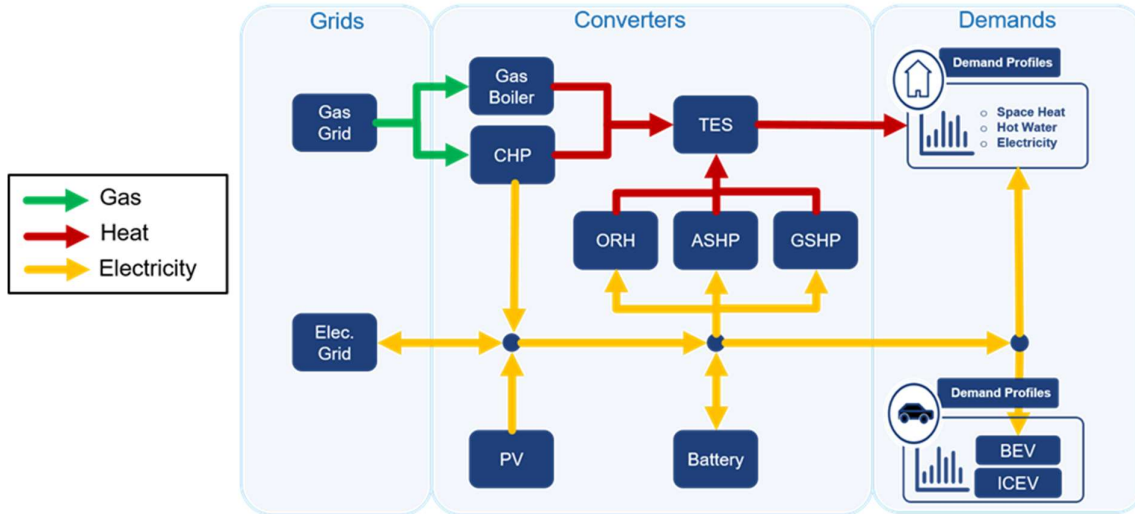 Grids
Converters
Demands
Gas
Grid
Gas
Boiler
CHP
TES
Demand Profiles
Space Heat
Hot Water
Electricity
Gas
Heat
Electricity
ORH
ASHP
GSHP
Elec.
Grid
PV
Battery
Demand Profiles
BEV
ICEV